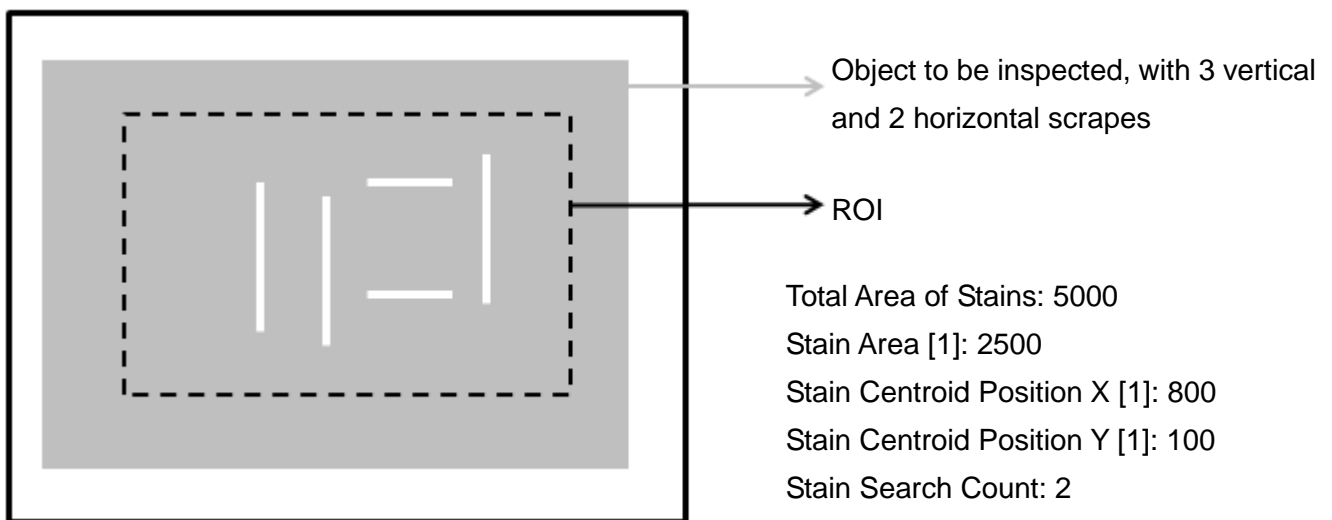 Object to be inspected, with 3 vertical
and 2 horizontal scrapes
ROI
Total Area of Stains: 5000
Stain Area [1]: 2500
Stain Centroid Position X [1]: 800
Stain Centroid Position Y [1]: 100
Stain Search Count: 2